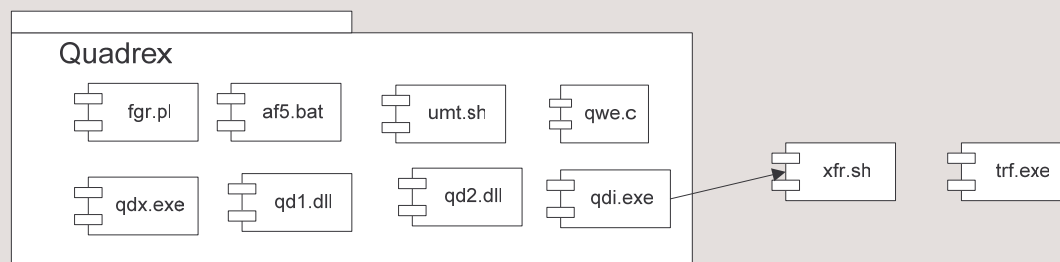 Quadrex
fgr.pl
af5.bat
umt.sh
qwe.c
xfr.sh
trf.exe
qdx.exe
qd1.dll
qd2.dll
qdi.exe